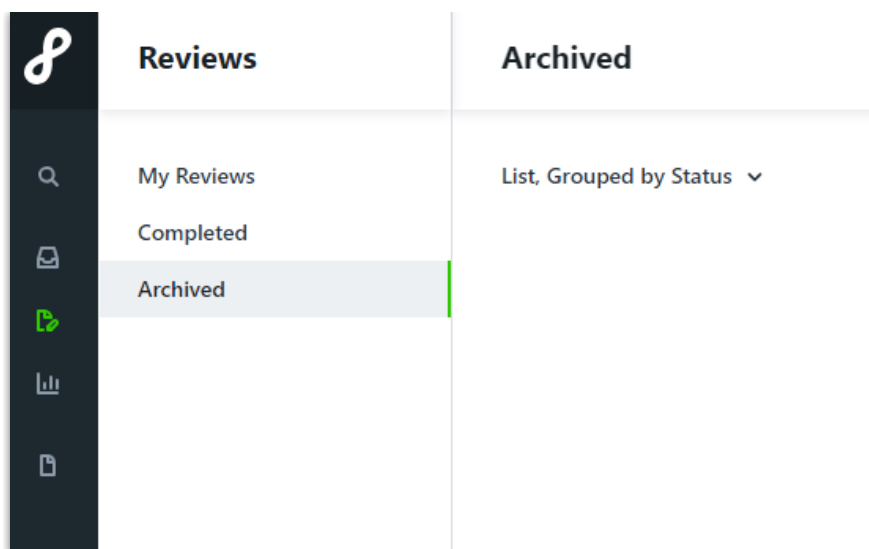 Reviews
Archived
My Reviews
Completed
Archived
List, Grouped by Status